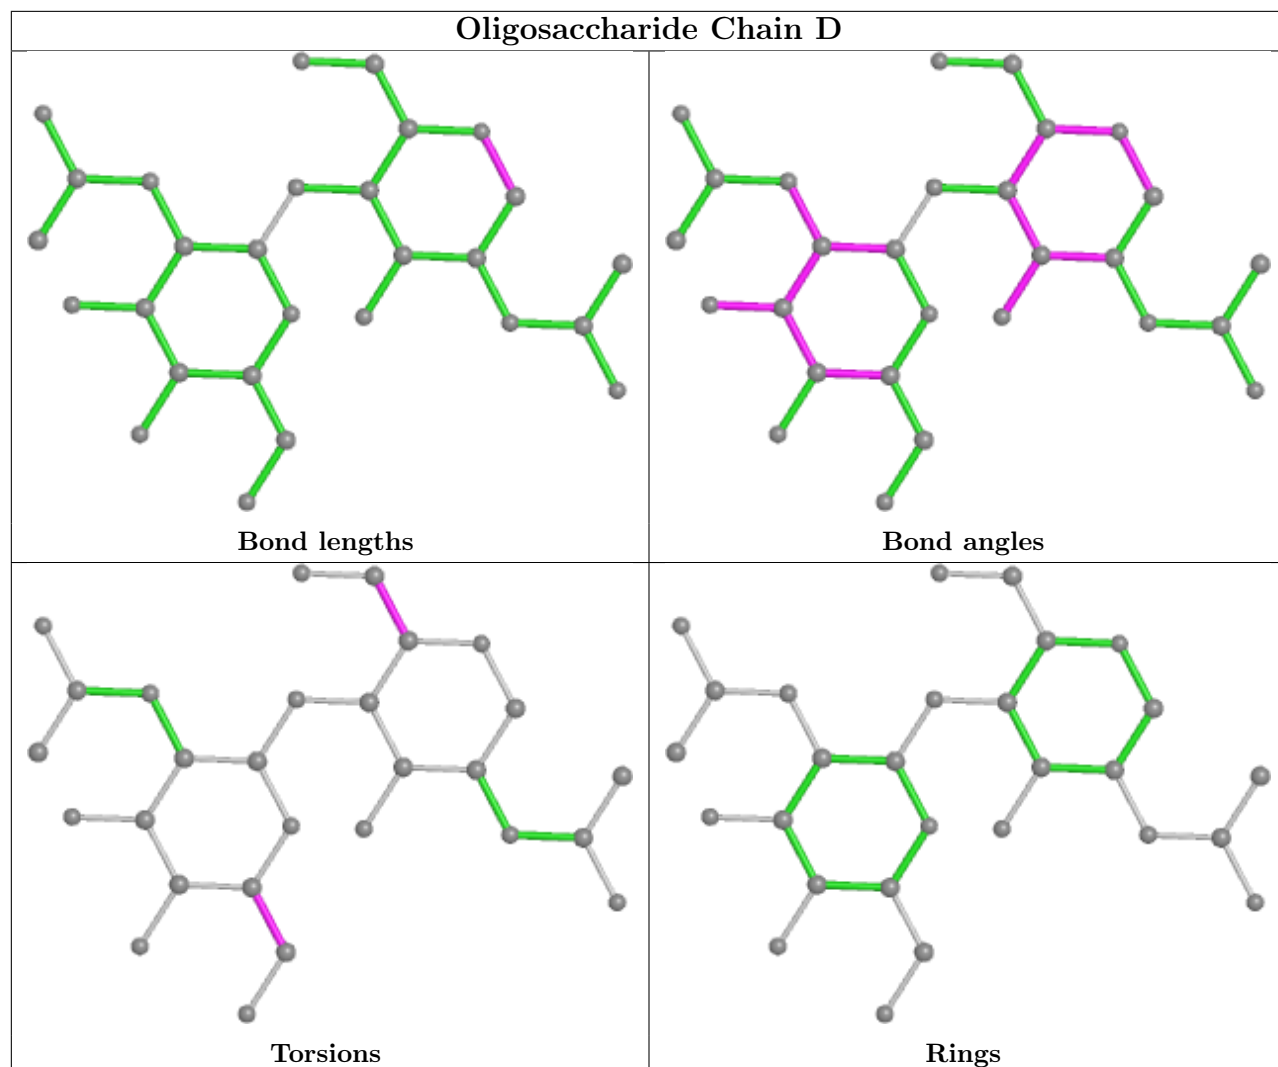 Oligosaccharide Chain D
Bond lengths
Bond angles
Torsions
Rings